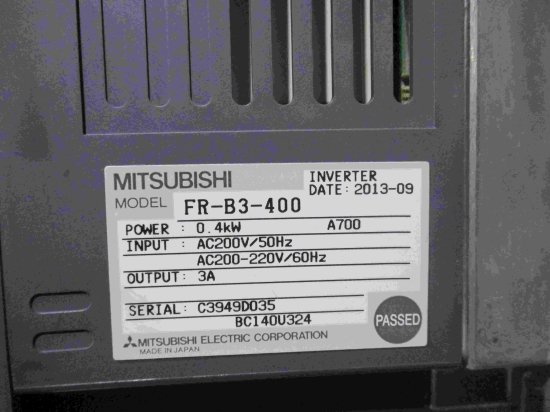 MITSUBISHI INVERTER
DATE: 2013-09
MODEL FR-B3-400
POWER : 0.4kW A700
INPUT : AC200V/50Hz
AC200-220V/60Hz
OUTPUT: 3A
SERIAL: C3949D035
BC140U324
PASSED
MITSUBISHI ELECTRIC CORPORATION
MADE IN JAPAN